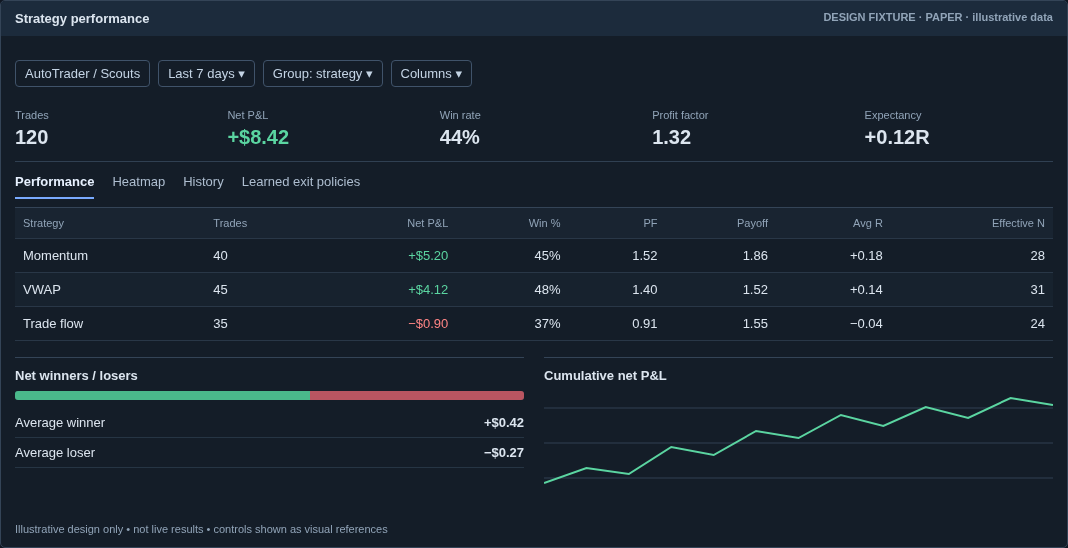 Strategy performance
DESIGN FIXTURE · PAPER · illustrative data
AutoTrader / Scouts
Last 7 days ▾
Group: strategy ▾
Columns ▾
Trades Net P&L Win rate Profit factor Expectancy
120 +$8.42 44% 1.32 +0.12R
Performance Heatmap History Learned exit policies
Strategy Trades Net P&L Win % PF Payoff Avg R Effective N
Momentum 40 +$5.20 45% 1.52 1.86 +0.18 28
VWAP 45 +$4.12 48% 1.40 1.52 +0.14 31
Trade flow 35 −$0.90 37% 0.91 1.55 −0.04 24
Net winners / losers
Average winner +$0.42
Average loser −$0.27
Cumulative net P&L
Illustrative design only • not live results • controls shown as visual references